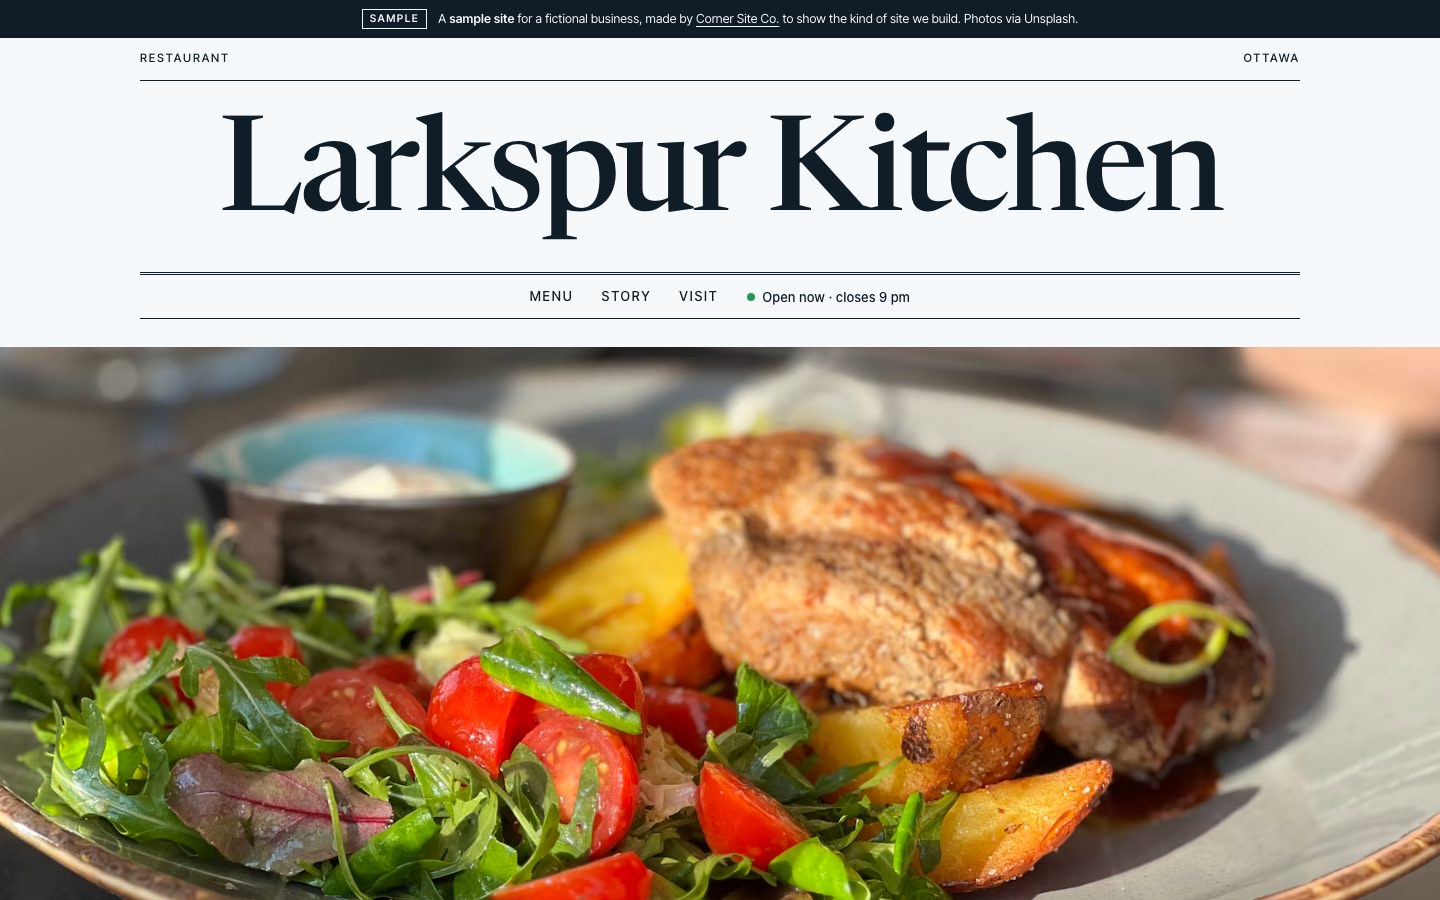 SAMPLE A sample site for a fictional business, made by Corner Site Co. to show the kind of site we build. Photos via Unsplash.
RESTAURANT OTTAWA
Larkspur Kitchen
MENU STORY VISIT Open now · closes 9 pm